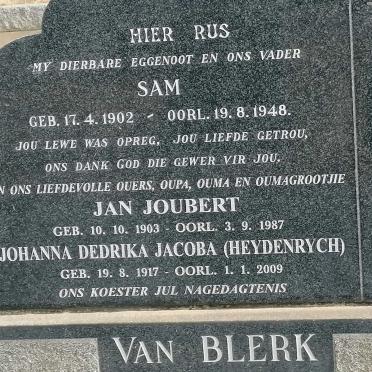 HIER RUS
MY DIERBARE EGGENOOT EN ONS VADER
SAM
GEB. 17. 4. 1902 - OORL. 19. 8. 1948.
JOU LEWE WAS OPREG, JOU LIEFDE GETROU,
ONS DANK GOD DIE GEWER VIR JOU.
N ONS LIEFDEVOLLE OUERS, OUPA, OUMA EN OUMAGROOTJIE
JAN JOUBERT
GEB. 10. 10. 1903 - OORL. 3. 9. 1987
JOHANNA DEDRIKA JACOBA (HEYDENRYCH)
GEB. 19. 8. 1917 - OORL. 1. 1. 2009
ONS KOESTER JUL NAGEDAGTENIS
VAN BLERK